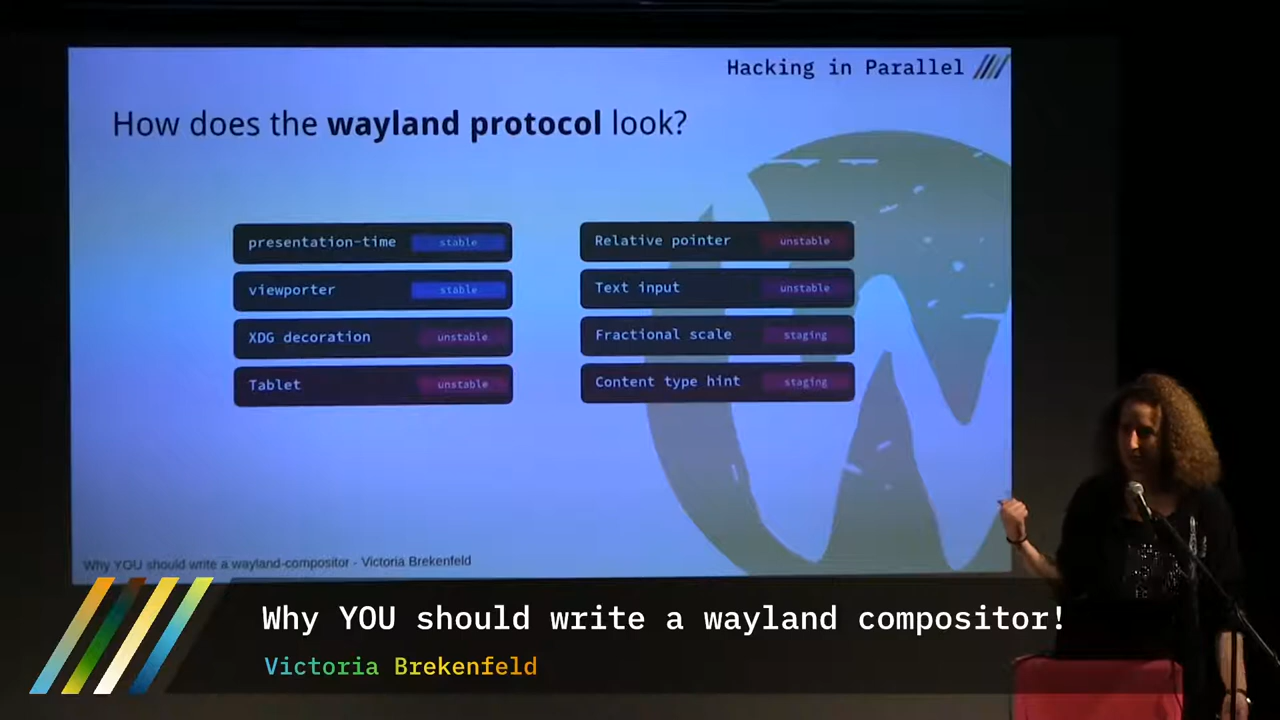 Hacking in Parallel
How does the wayland protocol look?
presentation-time stable
viewporter stable
XDG decoration unstable
Tablet unstable
Relative pointer unstable
Text input unstable
Fractional scale staging
Content type hint staging
Why YOU should write a wayland-compositor - Victoria Brekenfeld
Why YOU should write a wayland compositor!
Victoria Brekenfeld